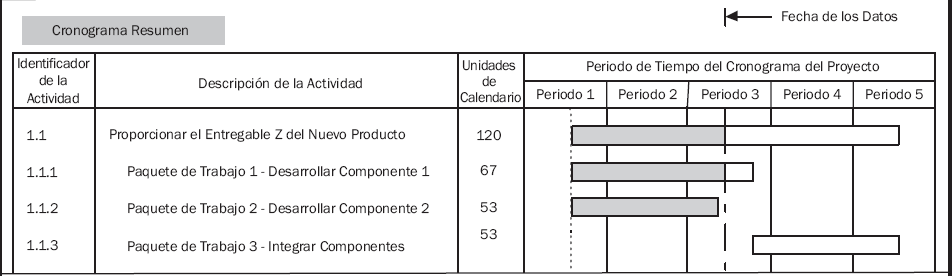 Fecha de los Datos
Cronograma Resumen
Identificador
de la
Actividad
Descripción de la Actividad
Unidades
de
Calendario
Periodo de Tiempo del Cronograma del Proyecto
Periodo 1 Periodo 2 Periodo 3 Periodo 4 Periodo 5
1.1 Proporcionar el Entregable Z del Nuevo Producto 120
1.1.1 Paquete de Trabajo 1 - Desarrollar Componente 1 67
1.1.2 Paquete de Trabajo 2 - Desarrollar Componente 2 53
1.1.3 Paquete de Trabajo 3 - Integrar Componentes 53